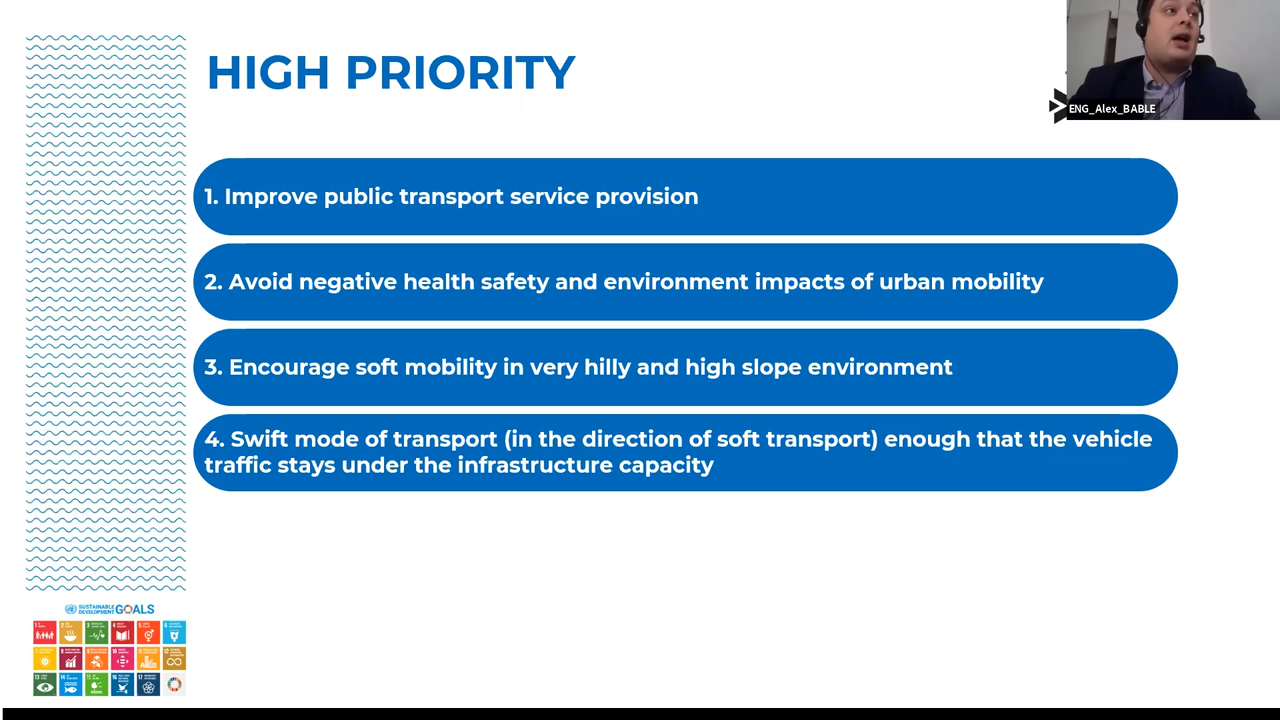 HIGH PRIORITY
ENG_Alex_BABLE
1. Improve public transport service provision
2. Avoid negative health safety and environment impacts of urban mobility
3. Encourage soft mobility in very hilly and high slope environment
4. Swift mode of transport (in the direction of soft transport) enough that the vehicle
traffic stays under the infrastructure capacity
SUSTAINABLE
DEVELOPMENT
GOALS